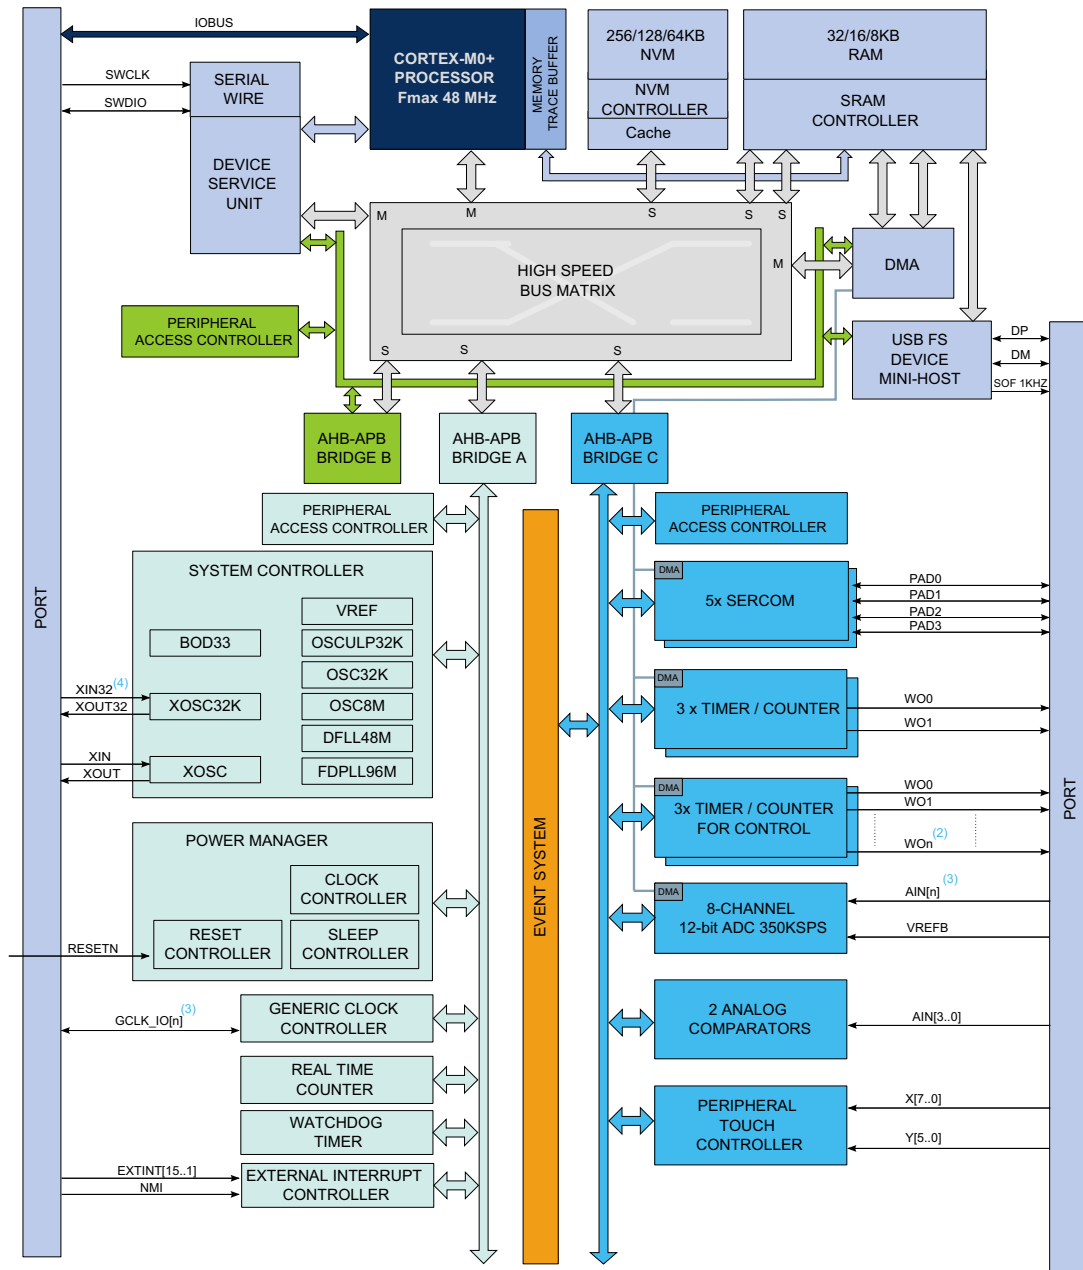 IOBUS
CORTEX-M0+
PROCESSOR
Fmax 48 MHz
MEMORY
TRACE BUFFER
256/128/64KB
NVM
NVM
CONTROLLER
Cache
32/16/8KB
RAM
SRAM
CONTROLLER
SWCLK
SWDIO
SERIAL
WIRE
DEVICE
SERVICE
UNIT
M
M
S
S
S
M
HIGH SPEED
BUS MATRIX
S
S
S
DMA
PERIPHERAL
ACCESS CONTROLLER
USB FS
DEVICE
MINI-HOST
DP
DM
SOF 1KHZ
AHB-APB
BRIDGE B
AHB-APB
BRIDGE A
AHB-APB
BRIDGE C
PERIPHERAL
ACCESS CONTROLLER
PERIPHERAL
ACCESS CONTROLLER
PORT
SYSTEM CONTROLLER
VREF
BOD33
OSCULP32K
OSC32K
XIN32(4)
XOUT32
XOSC32K
OSC8M
DFLL48M
XIN
XOUT
XOSC
FDPLL96M
POWER MANAGER
CLOCK
CONTROLLER
RESETN
RESET
CONTROLLER
SLEEP
CONTROLLER
GCLK_IO[n](3)
GENERIC CLOCK
CONTROLLER
REAL TIME
COUNTER
WATCHDOG
TIMER
EXTINT[15..1]
NMI
EXTERNAL INTERRUPT
CONTROLLER
EVENT SYSTEM
DMA
5x SERCOM
PAD0
PAD1
PAD2
PAD3
DMA
3 x TIMER / COUNTER
WO0
WO1
DMA
3x TIMER / COUNTER
FOR CONTROL
WO0
WO1
WOn(2)
DMA
8-CHANNEL
12-bit ADC 350KSPS
AIN[n](3)
VREFB
2 ANALOG
COMPARATORS
AIN[3..0]
PERIPHERAL
TOUCH
CONTROLLER
X[7..0]
Y[5..0]
PORT